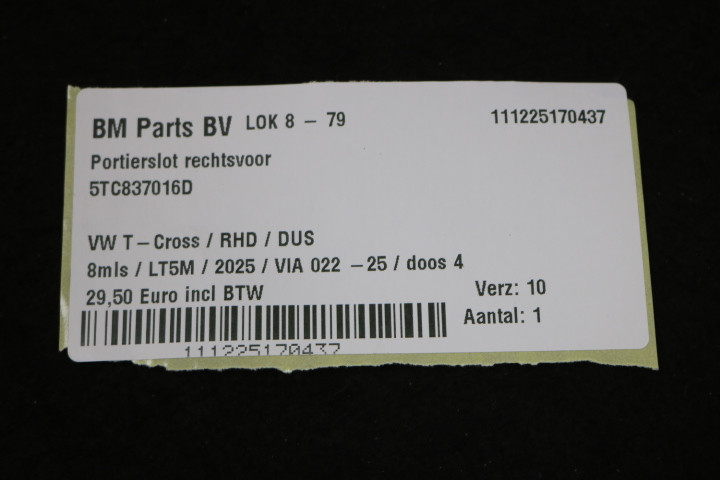 BM Parts BV LOK 8 - 79 111225170437
Portierslot rechtsvoor
5TC837016D
VW T-Cross / RHD / DUS
8mls / LT5M / 2025 / VIA 022 -25 / doos 4
29,50 Euro incl BTW Verz: 10
Aantal: 1
111225170437